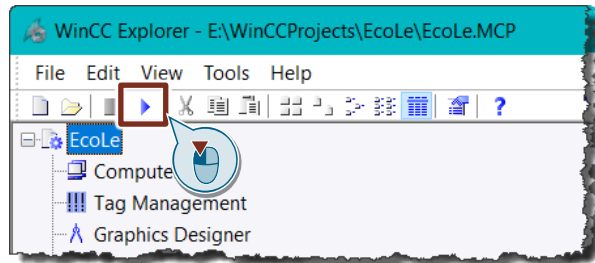 WinCC Explorer - E:\WinCCProjects\EcoLe\EcoLe.MCP
File Edit View Tools Help
?
EcoLe
Compute
Tag Management
Graphics Designer